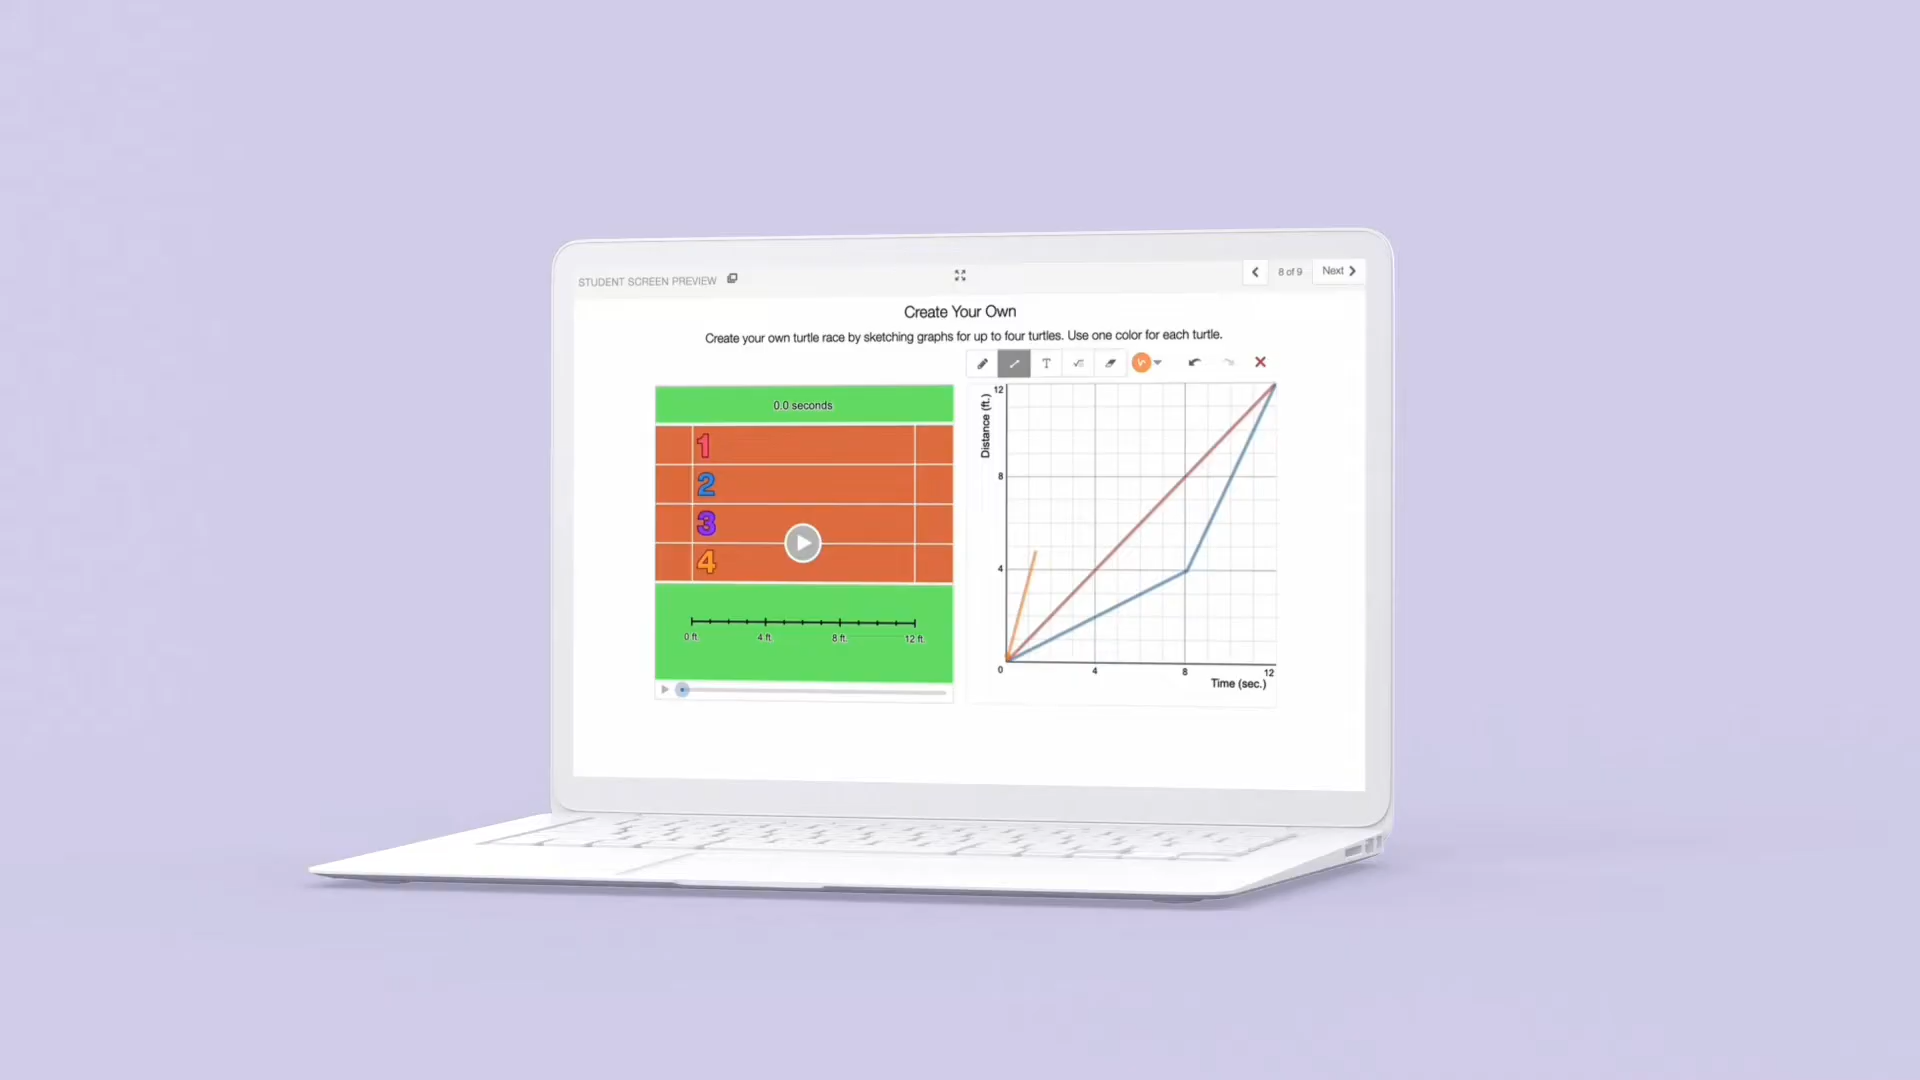 STUDENT SCREEN PREVIEW
8 of 9
Next
Create Your Own
Create your own turtle race by sketching graphs for up to four turtles. Use one color for each turtle.
T
0.0 seconds
1
2
3
4
0 ft.
4 ft.
8 ft.
12 ft.
Distance (ft.)
12
8
4
0
4
8
12
Time (sec.)